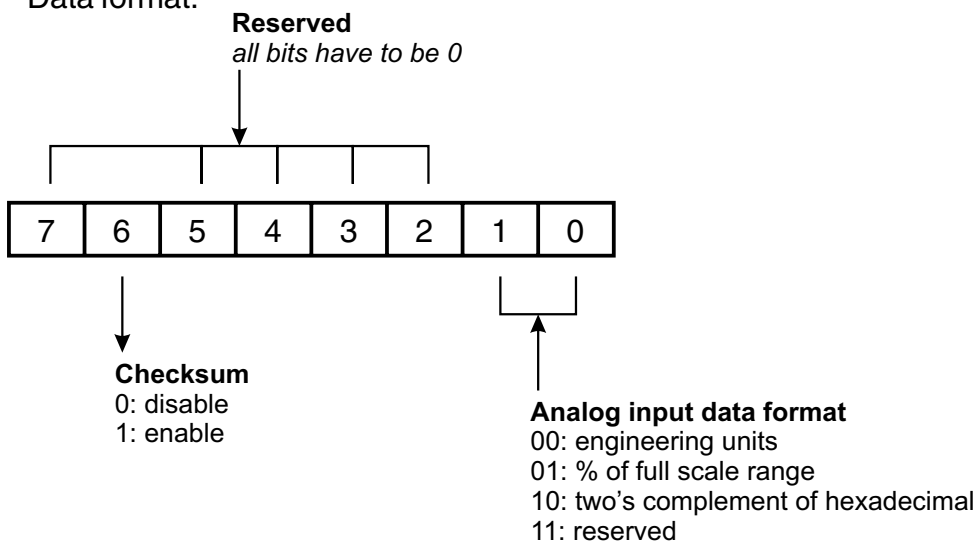 Data format:
Reserved
all bits have to be 0
7 6 5 4 3 2 1 0
Checksum
0: disable
1: enable
Analog input data format
00: engineering units
01: % of full scale range
10: two's complement of hexadecimal
11: reserved